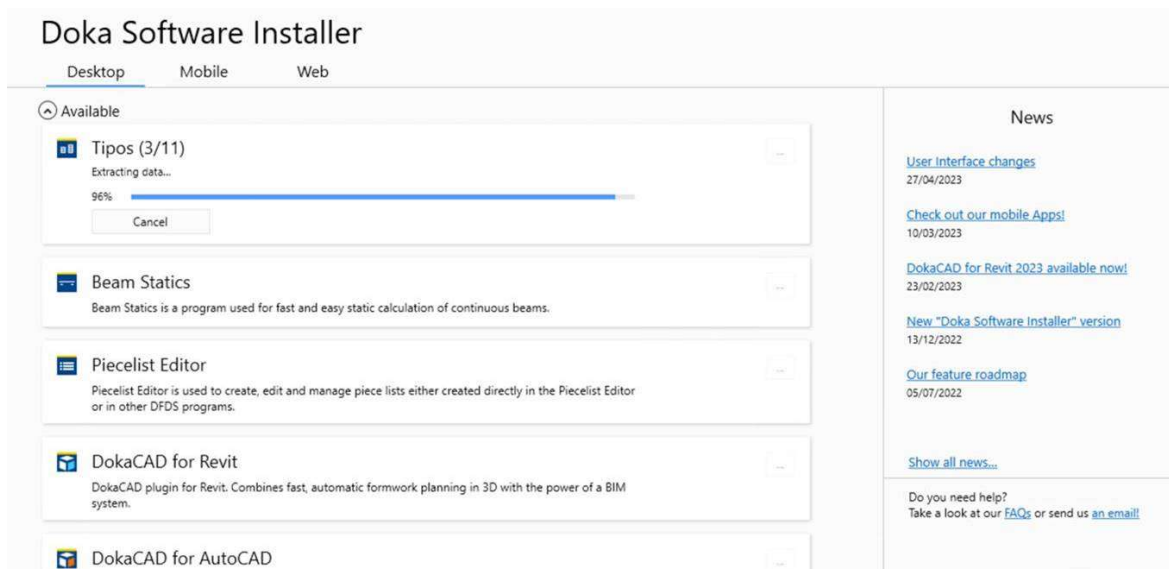 Doka Software Installer
Desktop Mobile Web
Available
Tipos (3/11)
...
Extracting data...
96%
Cancel
Beam Statics
...
Beam Statics is a program used for fast and easy static calculation of continuous beams.
Piecelist Editor
...
Piecelist Editor is used to create, edit and manage piece lists either created directly in the Piecelist Editor
or in other DFDS programs.
DokaCAD for Revit
...
DokaCAD plugin for Revit. Combines fast, automatic formwork planning in 3D with the power of a BIM
system.
DokaCAD for AutoCAD
...
News
User Interface changes
27/04/2023
Check out our mobile Apps!
10/03/2023
DokaCAD for Revit 2023 available now!
23/02/2023
New "Doka Software Installer" version
13/12/2022
Our feature roadmap
05/07/2022
Show all news...
Do you need help?
Take a look at our FAQs or send us an email!